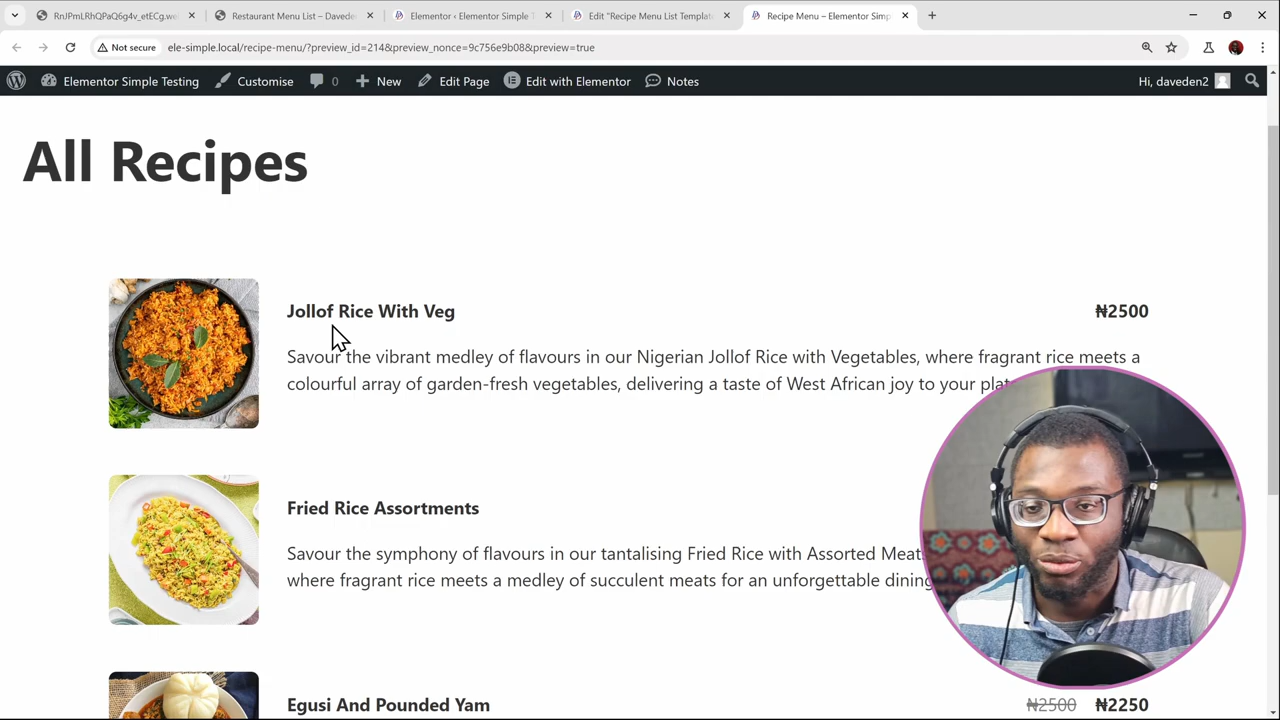 RnJPmLRhQPaQ6g4v_etECg.we
Restaurant Menu List – Davede
Elementor ‹ Elementor Simple T
Edit "Recipe Menu List Template
Recipe Menu – Elementor Simp
Not secure
ele-simple.local/recipe-menu/?preview_id=214&preview_nonce=9c756e9b08&preview=true
Elementor Simple Testing
Customise
0
New
Edit Page
Edit with Elementor
Notes
Hi, daveden2
All Recipes
Jollof Rice With Veg
₦2500
Savour the vibrant medley of flavours in our Nigerian Jollof Rice with Vegetables, where fragrant rice meets a
colourful array of garden-fresh vegetables, delivering a taste of West African joy to your plat
Fried Rice Assortments
Savour the symphony of flavours in our tantalising Fried Rice with Assorted Meat
where fragrant rice meets a medley of succulent meats for an unforgettable dining
Egusi And Pounded Yam
₦2500 ₦2250